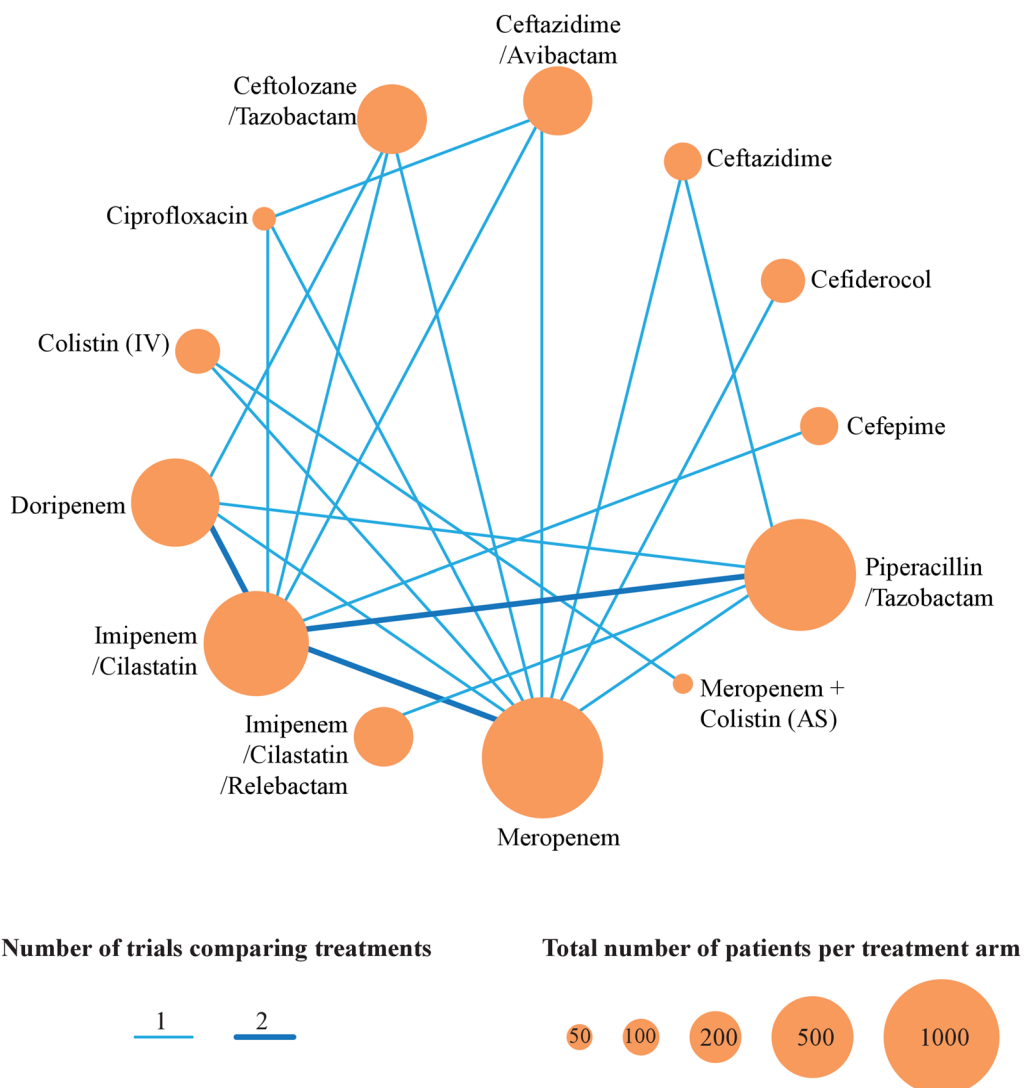 Ceftazidime
/Avibactam
Ceftolozane
/Tazobactam
Ceftazidime
Ciprofloxacin
Cefiderocol
Colistin (IV)
Cefepime
Doripenem
Piperacillin
/Tazobactam
Imipenem
/Cilastatin
Meropenem +
Colistin (AS)
Imipenem
/Cilastatin
/Relebactam
Meropenem
Number of trials comparing treatments
1
2
Total number of patients per treatment arm
50
100
200
500
1000